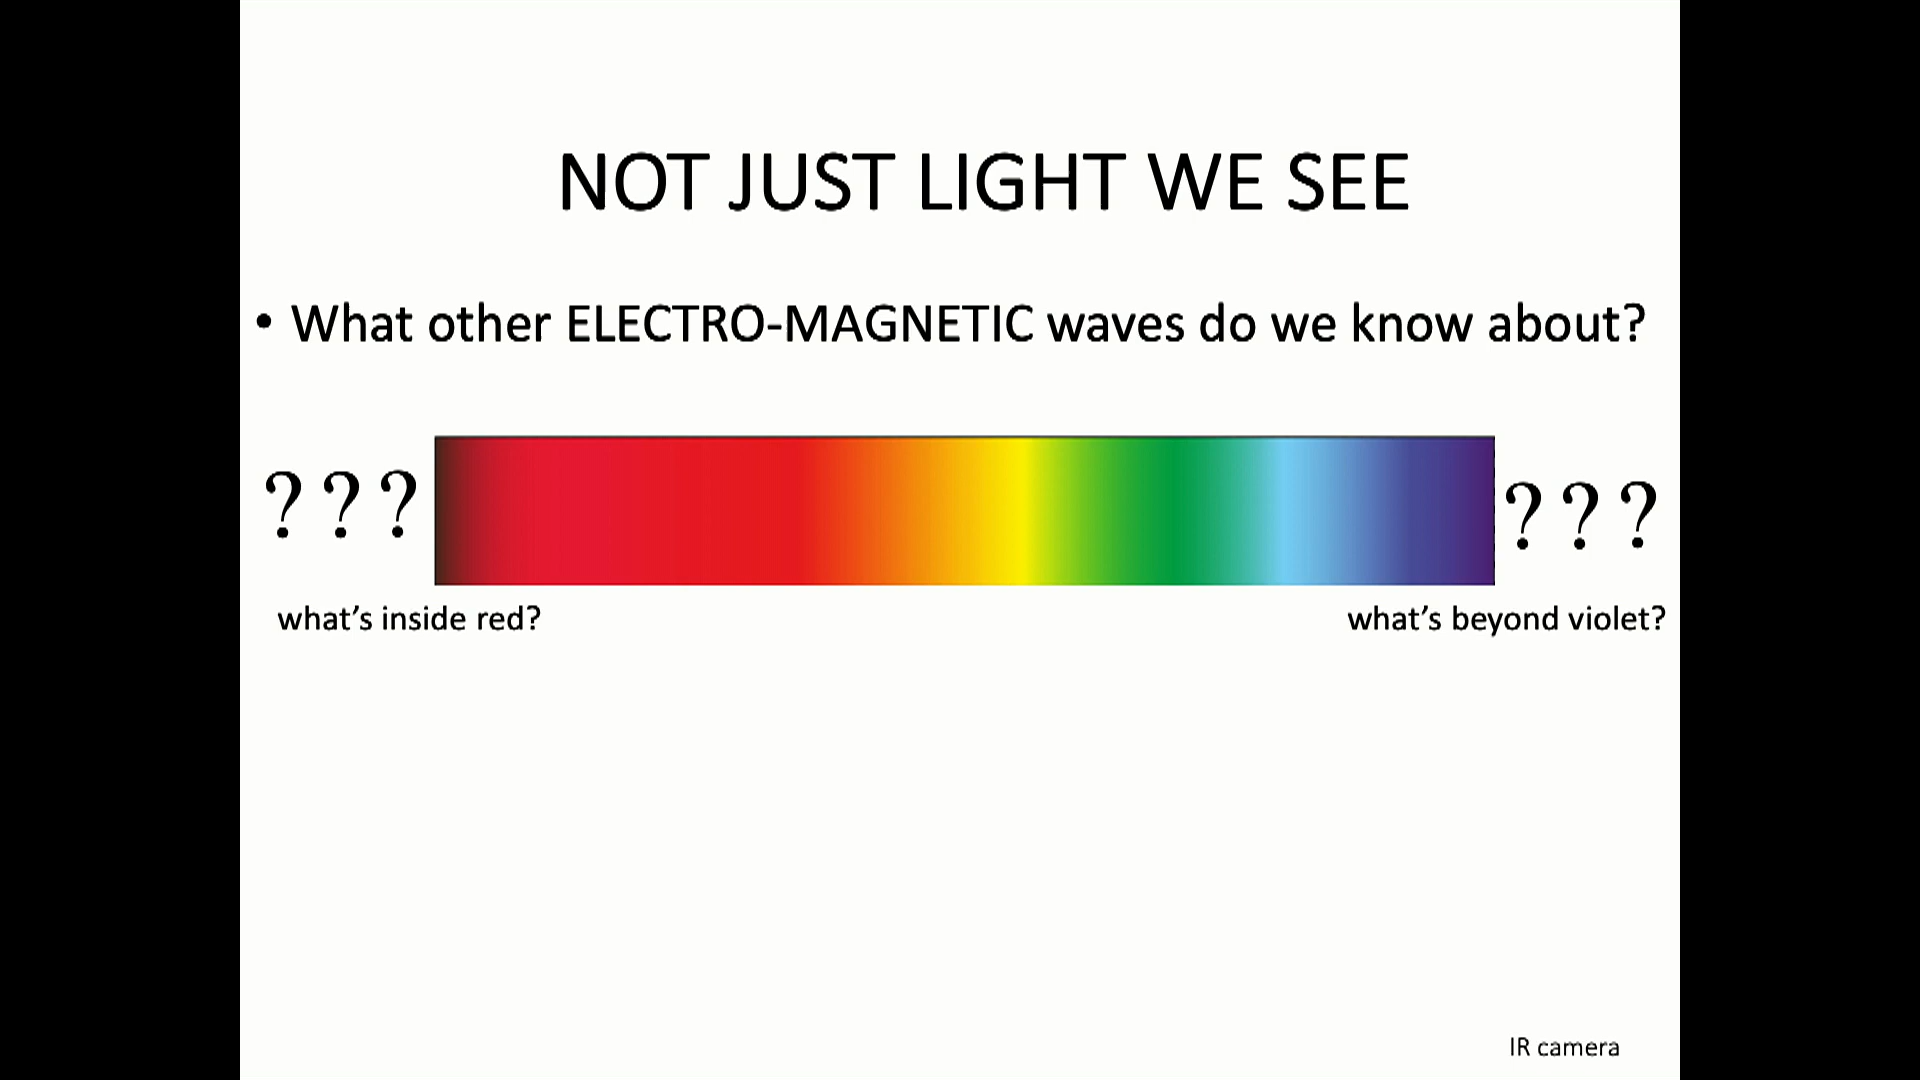 NOT JUST LIGHT WE SEE
• What other ELECTRO-MAGNETIC waves do we know about?
??? ???
what's inside red? what's beyond violet?
IR camera